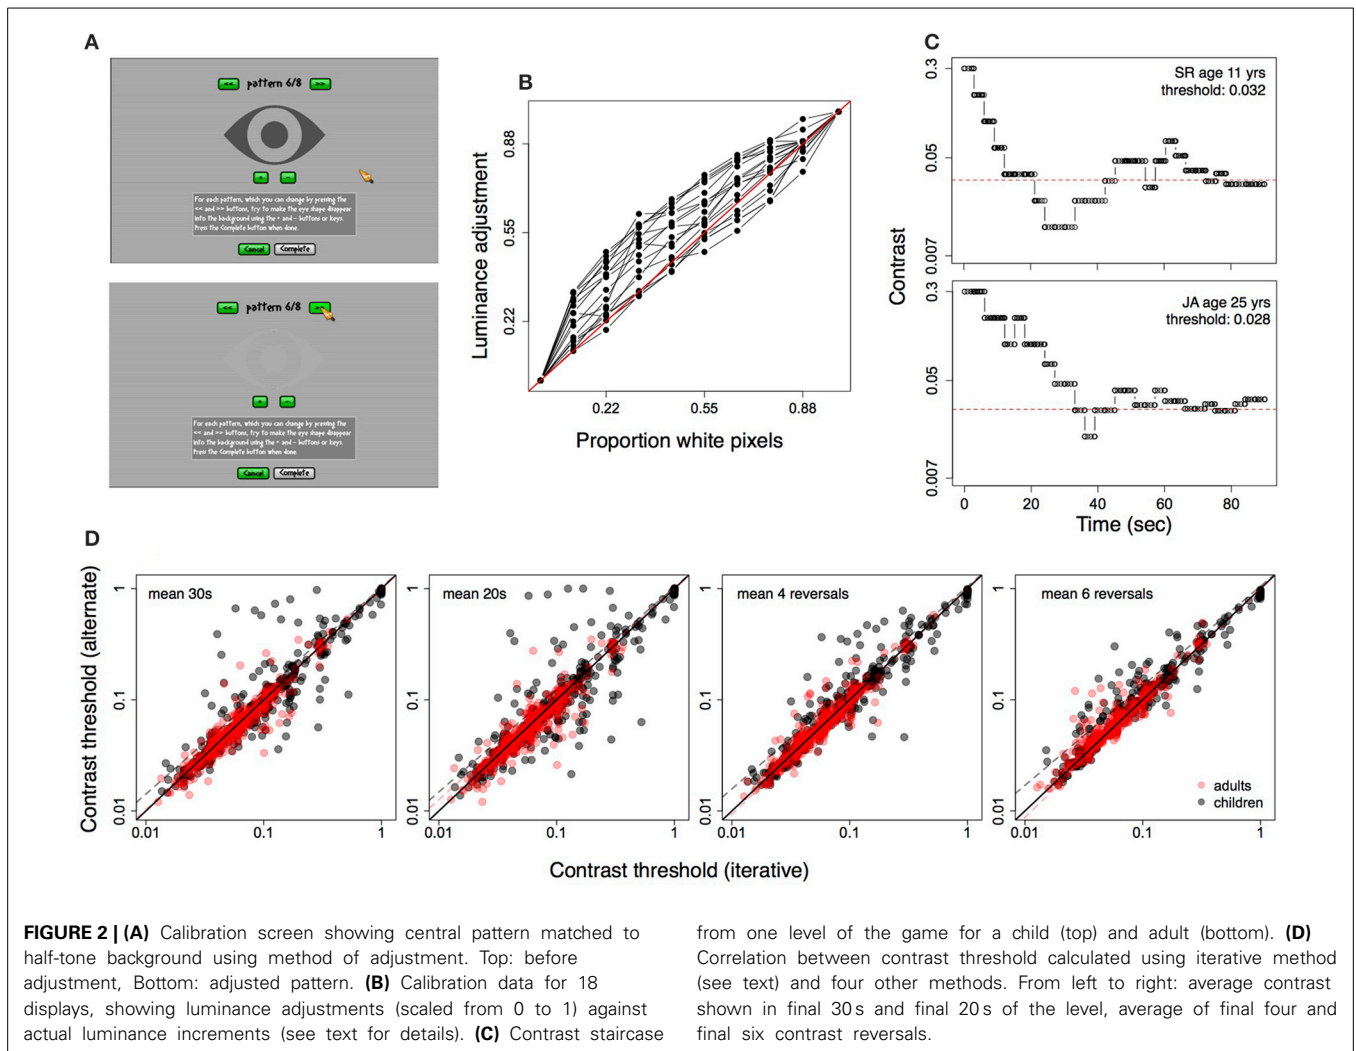 A
<< pattern 6/8 >>
+ -
For each pattern, which you can change by pressing the
<< and >> buttons, try to make the eye shape disappear
into the background using the + and - buttons or keys.
Press the Complete button when done.
Cancel Complete
<< pattern 6/8 >>
+ -
For each pattern, which you can change by pressing the
<< and >> buttons, try to make the eye shape disappear
into the background using the + and - buttons or keys.
Press the Complete button when done.
Cancel Complete
B
Luminance adjustment
0.88
0.55
0.22
0.22 0.55 0.88
Proportion white pixels
C
Contrast
0.3
0.05
0.007
SR age 11 yrs
threshold: 0.032
0.3
0.05
0.007
JA age 25 yrs
threshold: 0.028
0 20 40 60 80
Time (sec)
D
Contrast threshold (alternate)
1
0.1
0.01
mean 30s
0.01 0.1 1
1
0.1
0.01
mean 20s
0.01 0.1 1
1
0.1
0.01
mean 4 reversals
0.01 0.1 1
1
0.1
0.01
mean 6 reversals
adults
children
0.01 0.1 1
Contrast threshold (iterative)
FIGURE 2 | (A) Calibration screen showing central pattern matched to
half-tone background using method of adjustment. Top: before
adjustment, Bottom: adjusted pattern. (B) Calibration data for 18
displays, showing luminance adjustments (scaled from 0 to 1) against
actual luminance increments (see text for details). (C) Contrast staircase
from one level of the game for a child (top) and adult (bottom). (D)
Correlation between contrast threshold calculated using iterative method
(see text) and four other methods. From left to right: average contrast
shown in final 30 s and final 20 s of the level, average of final four and
final six contrast reversals.